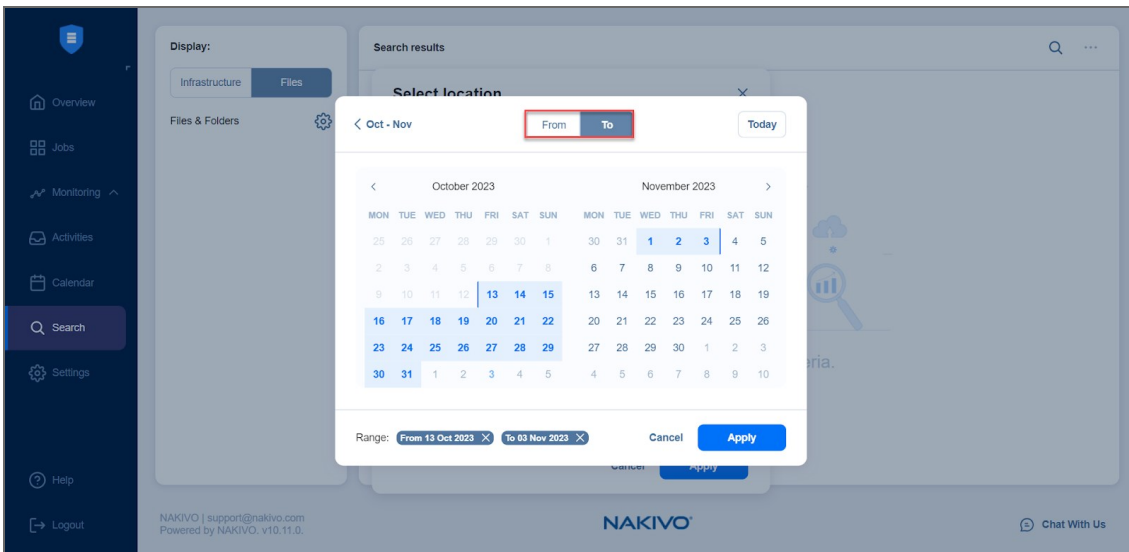 Overview
Jobs
Monitoring
Activities
Calendar
Search
Settings
Help
Logout
Display:
Infrastructure Files
Files & Folders
Search results
Select location
Oct - Nov From To Today
October 2023
MON TUE WED THU FRI SAT SUN
25 26 27 28 29 30 1
2 3 4 5 6 7 8
9 10 11 12 13 14 15
16 17 18 19 20 21 22
23 24 25 26 27 28 29
30 31 1 2 3 4 5
November 2023
MON TUE WED THU FRI SAT SUN
30 31 1 2 3 4 5
6 7 8 9 10 11 12
13 14 15 16 17 18 19
20 21 22 23 24 25 26
27 28 29 30 1 2 3
4 5 6 7 8 9 10
Range: From 13 Oct 2023 To 03 Nov 2023 Cancel Apply
eria.
Cancel Apply
NAKIVO | support@nakivo.com
Powered by NAKIVO. v10.11.0.
NAKIVO
Chat With Us